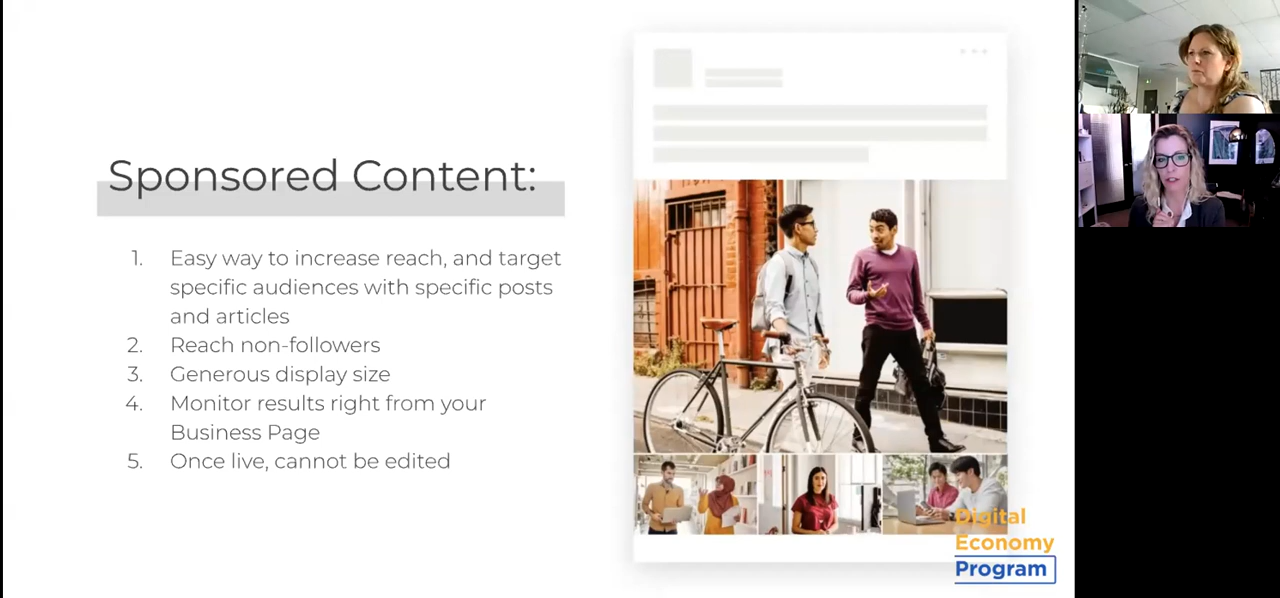 Sponsored Content:
1. Easy way to increase reach, and target
specific audiences with specific posts
and articles
2. Reach non-followers
3. Generous display size
4. Monitor results right from your
Business Page
5. Once live, cannot be edited
Digital
Economy
Program